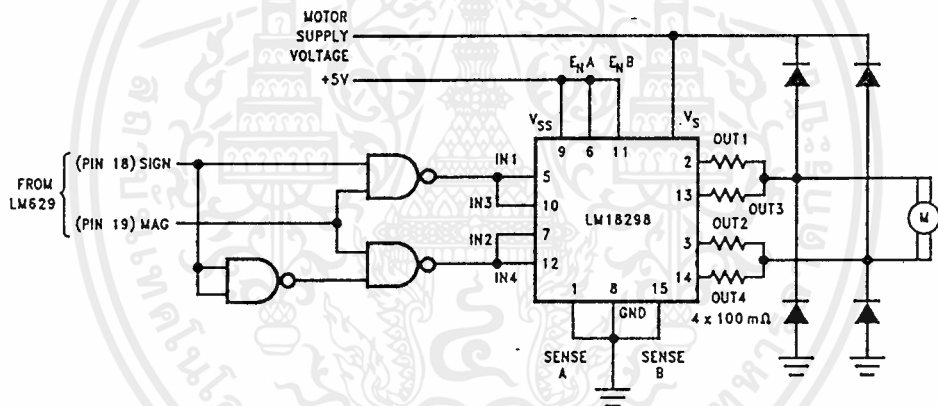 MOTOR
SUPPLY
VOLTAGE
+5V
ENA
ENB
VSS
VS
9
6
11
FROM
LM629
(PIN 18) SIGN
(PIN 19) MAG
IN1
IN3
IN2
IN4
5
10
7
12
LM18298
2
13
3
14
OUT1
OUT3
OUT2
OUT4
4 x 100 mΩ
M
1
8
15
GND
SENSE
A
SENSE
B